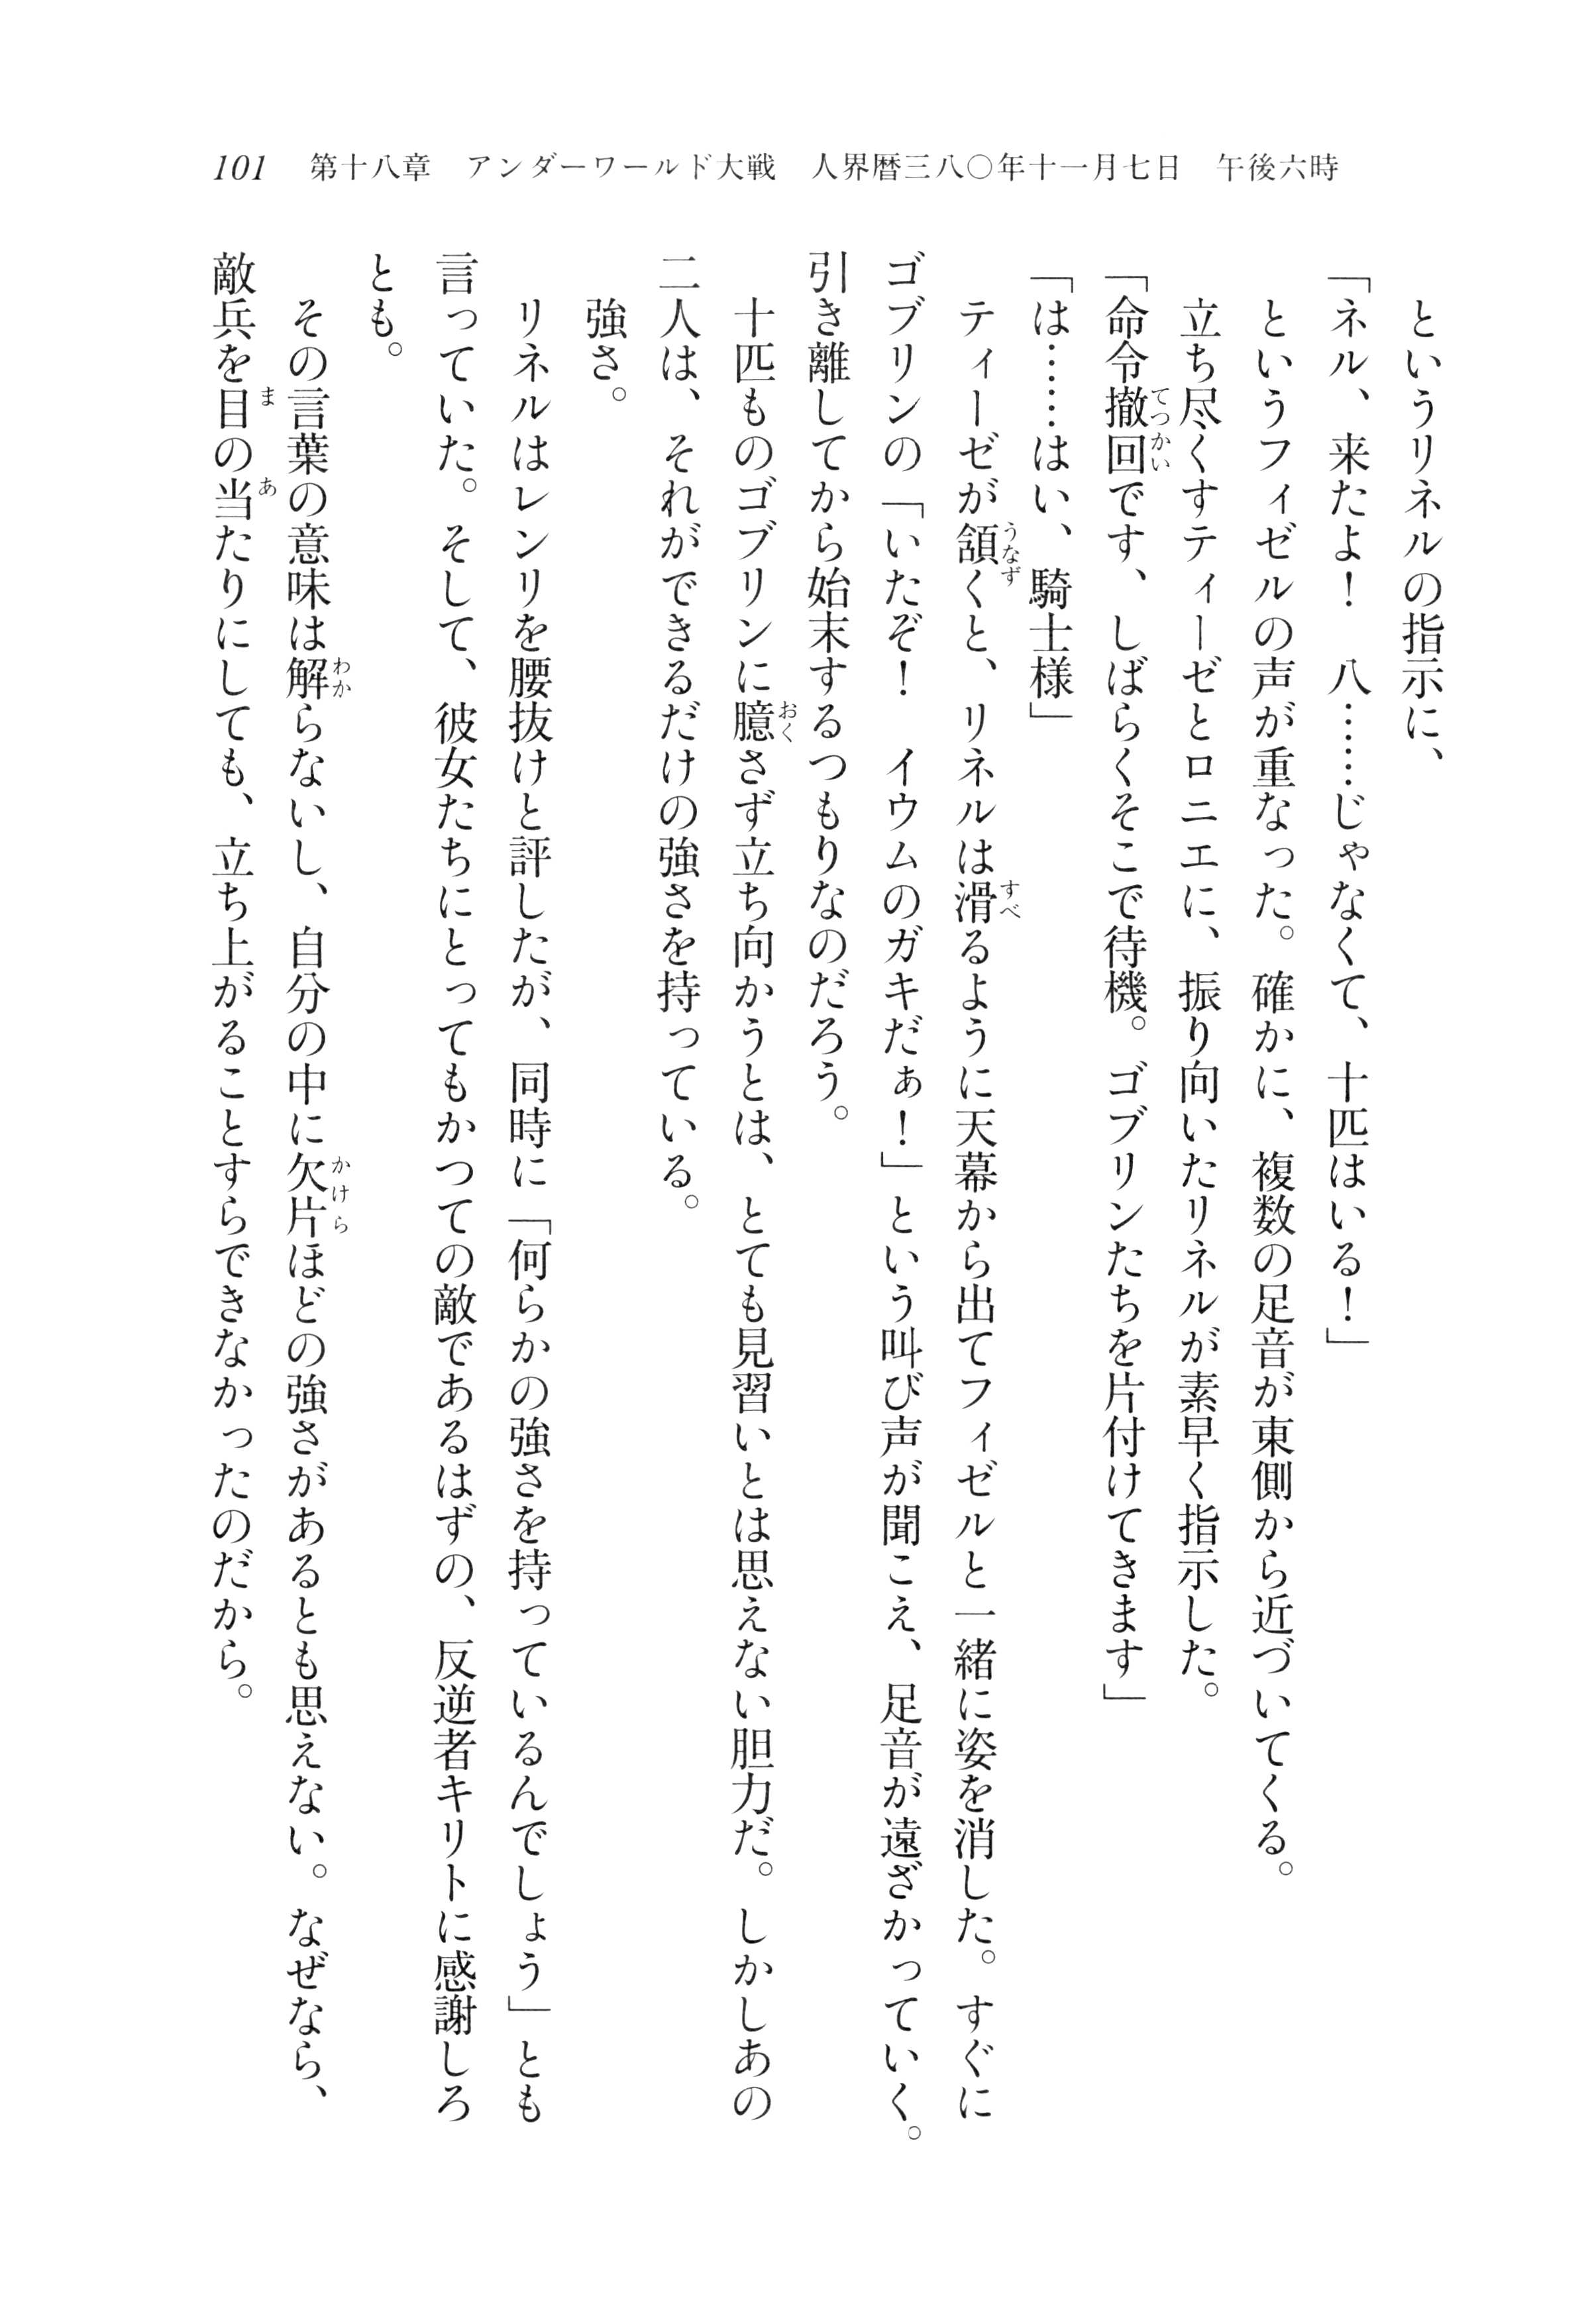 101　第十八章　アンダーワールド大戦　人界暦三八〇年十一月七日　午後六時
　というリネルの指示に、
「ネル、来たよ！　八……じゃなくて、十匹はいる！」
　というフィゼルの声が重なった。確かに、複数の足音が東側から近づいてくる。
　立ち尽くすティーゼとロニエに、振り向いたリネルが素早く指示した。
「命令撤回です、しばらくそこで待機。ゴブリンたちを片付けてきます」
「は……はい、騎士様」
　ティーゼが頷くと、リネルは滑るように天幕から出てフィゼルと一緒に姿を消した。すぐに
ゴブリンの「いたぞ！　イウムのガキだぁ！」という叫び声が聞こえ、足音が遠ざかっていく。
引き離してから始末するつもりなのだろう。
　十匹ものゴブリンに臆さず立ち向かうとは、とても見習いとは思えない胆力だ。しかしあの
二人は、それができるだけの強さを持っている。
　強さ。
　リネルはレンリを腰抜けと評したが、同時に「何らかの強さを持っているんでしょう」とも
言っていた。そして、彼女たちにとってもかつての敵であるはずの、反逆者キリトに感謝しろ
とも。
　その言葉の意味は解らないし、自分の中に欠片ほどの強さがあるとも思えない。なぜなら、
敵兵を目の当たりにしても、立ち上がることすらできなかったのだから。